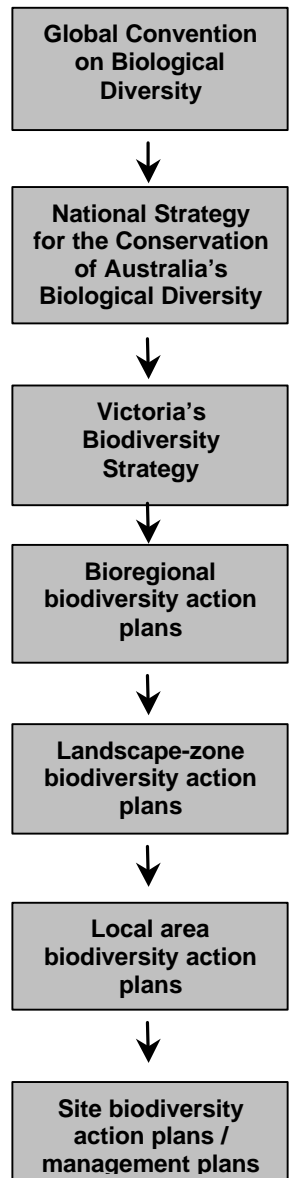 Global Convention
on Biological
Diversity
National Strategy
for the Conservation
of Australia's
Biological Diversity
Victoria's
Biodiversity
Strategy
Bioregional
biodiversity action
plans
Landscape-zone
biodiversity action
plans
Local area
biodiversity action
plans
Site biodiversity
action plans /
management plans